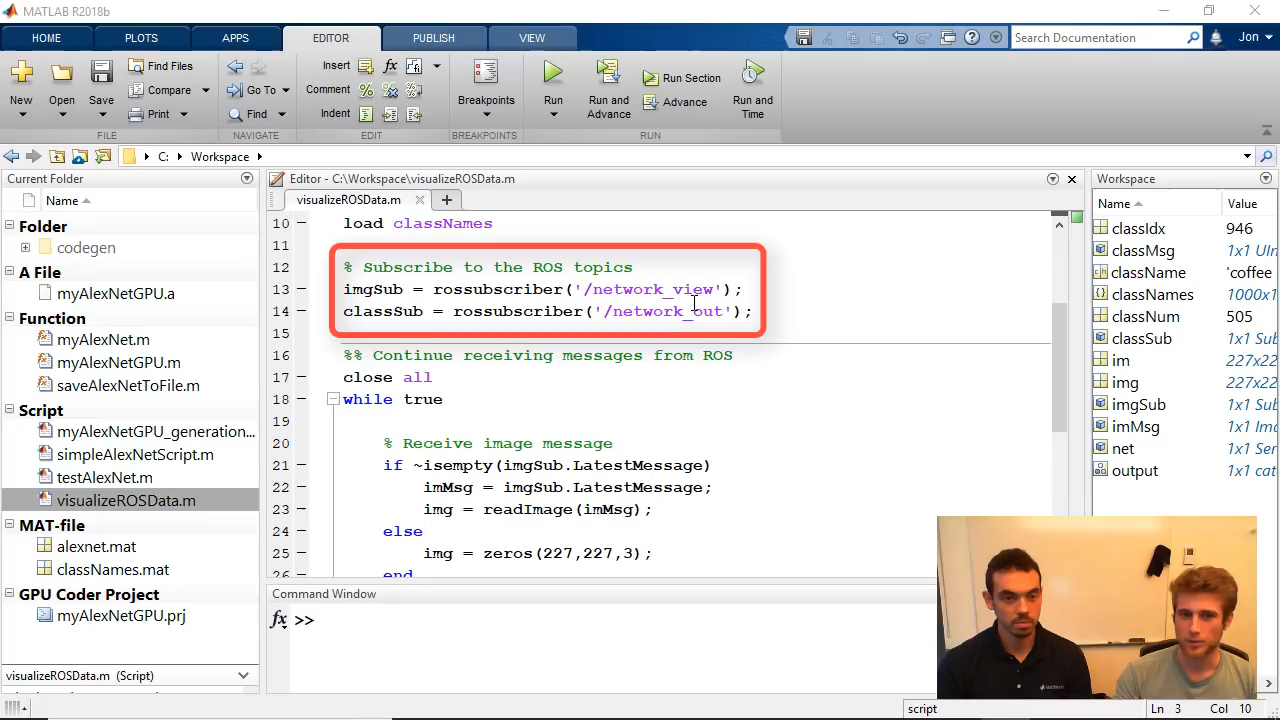 MATLAB R2018b
HOME
PLOTS
APPS
EDITOR
PUBLISH
VIEW
Search Documentation
Jon
New
Open
Save
Find Files
Compare
Print
FILE
Go To
Find
NAVIGATE
Insert
Comment
Indent
EDIT
Breakpoints
BREAKPOINTS
Run
Run and
Advance
Run Section
Advance
Run and
Time
RUN
C:
Workspace
Current Folder
Name
Folder
codegen
A File
myAlexNetGPU.a
Function
myAlexNet.m
myAlexNetGPU.m
saveAlexNetToFile.m
Script
myAlexNetGPU_generation...
simpleAlexNetScript.m
testAlexNet.m
visualizeROSData.m
MAT-file
alexnet.mat
classNames.mat
GPU Coder Project
myAlexNetGPU.prj
visualizeROSData.m (Script)
Editor - C:\Workspace\visualizeROSData.m
visualizeROSData.m
10 load classNames
11
12 % Subscribe to the ROS topics
13 imgSub = rossubscriber('/network_view');
14 classSub = rossubscriber('/network_out');
15
16 %% Continue receiving messages from ROS
17 close all
18 while true
19
20 % Receive image message
21 if ~isempty(imgSub.LatestMessage)
22 imMsg = imgSub.LatestMessage;
23 img = readImage(imMsg);
24 else
25 img = zeros(227,227,3);
26 end
Command Window
fx >>
Workspace
Name Value
classIdx 946
classMsg 1x1 UIn
className 'coffee
classNames 1000x1
classNum 505
classSub 1x1 Sub
im 227x22
img 227x22
imgSub 1x1 Sub
imMsg 1x1 Ima
net 1x1 Ser
output 1x1 cat
script
Ln 3 Col 10